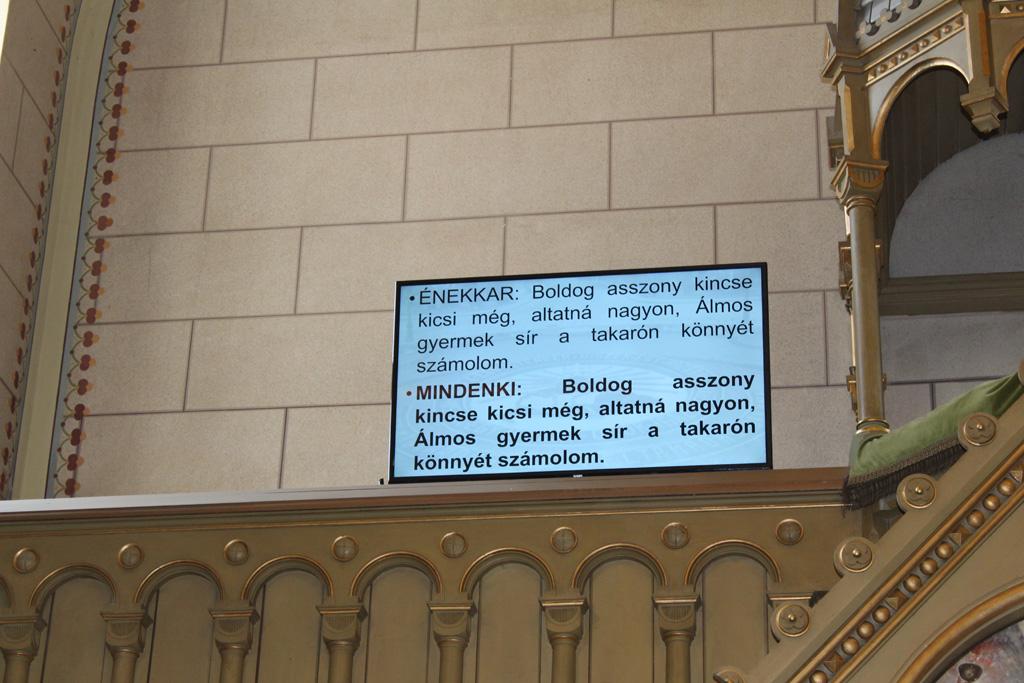 • ÉNEKKAR: Boldog asszony kincse
kicsi még, altatná nagyon, Álmos
gyermek sír a takarón könnyét
számolom.
• MINDENKI: Boldog asszony
kincse kicsi még, altatná nagyon,
Álmos gyermek sír a takarón
könnyét számolom.